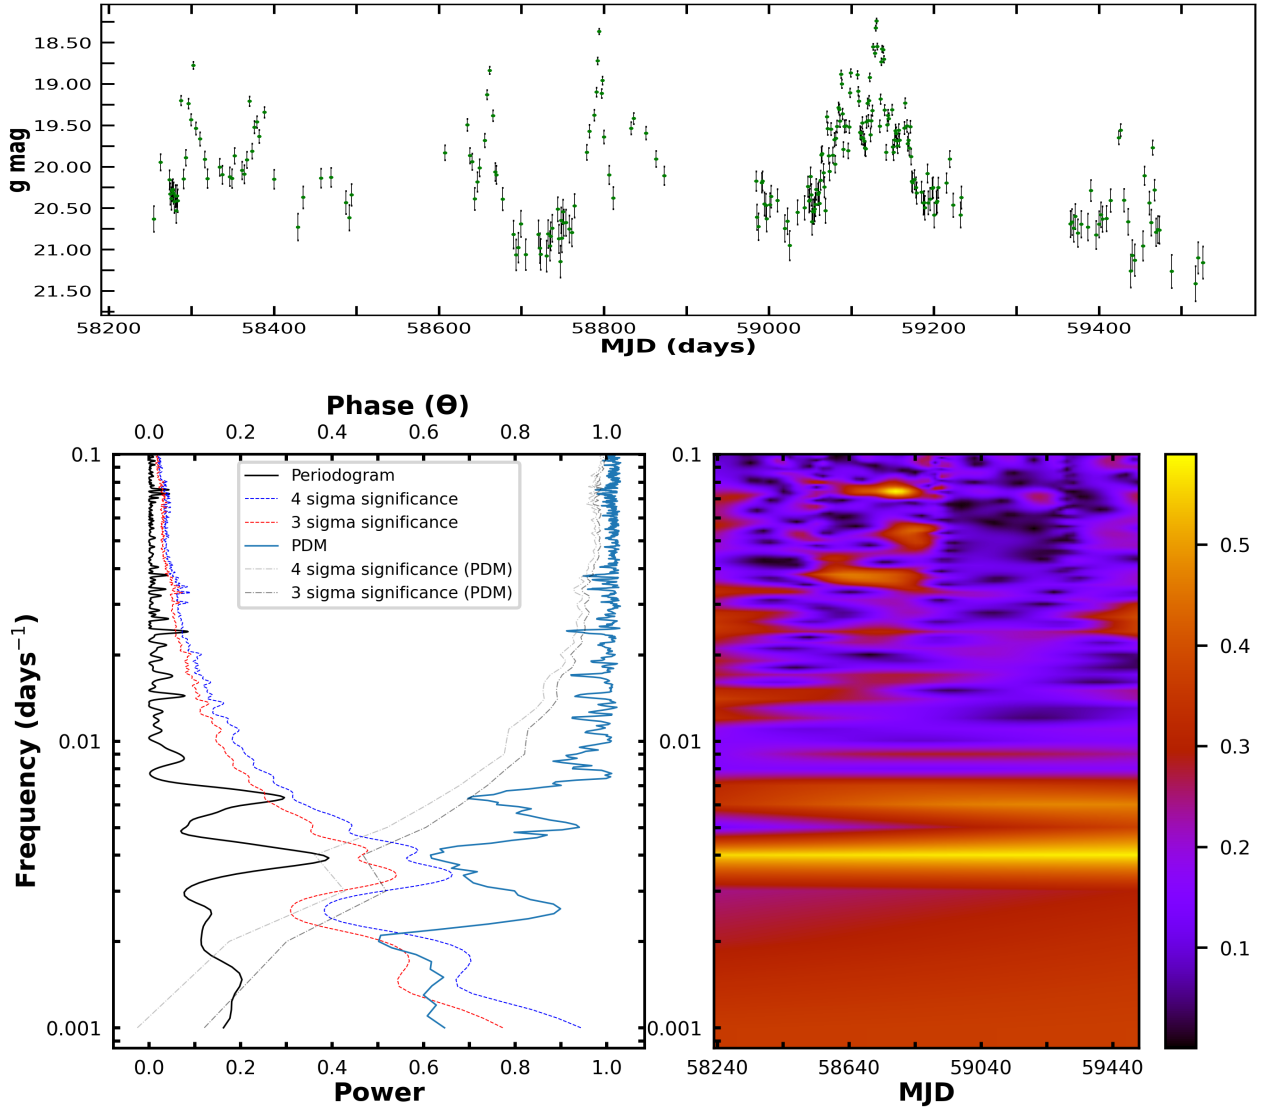 g mag
18.50
19.00
19.50
20.00
20.50
21.00
21.50
58200 58400 58600 58800 59000 59200 59400
MJD (days)
Phase (Θ)
0.0 0.2 0.4 0.6 0.8 1.0
Periodogram
4 sigma significance
3 sigma significance
PDM
4 sigma significance (PDM)
3 sigma significance (PDM)
Frequency (days⁻¹)
0.1
0.01
0.001
0.0 0.2 0.4 0.6 0.8 1.0
Power
0.1
0.01
0.001
58240 58640 59040 59440
MJD
0.5
0.4
0.3
0.2
0.1